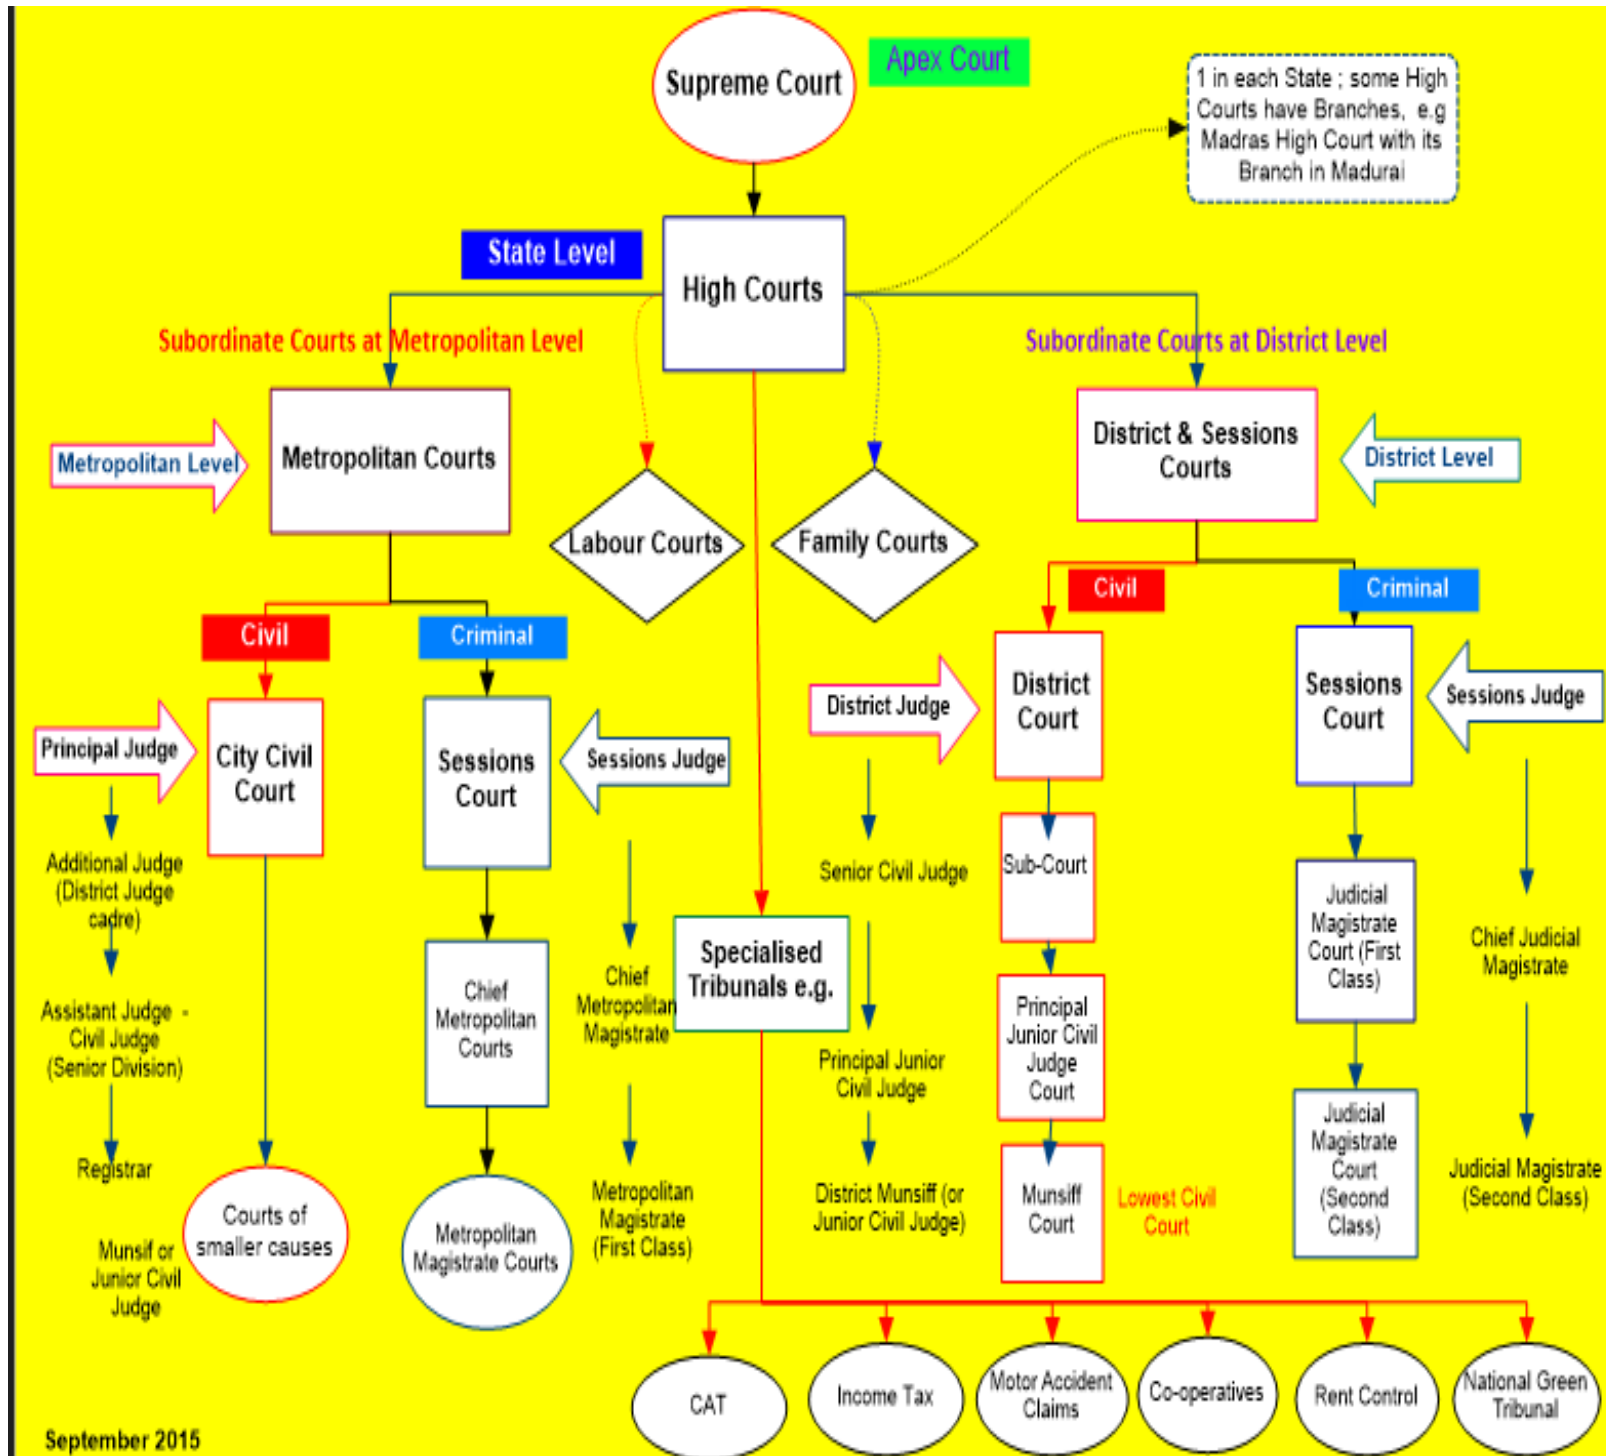 Supreme Court
Apex Court
1 in each State ; some High
Courts have Branches, e.g
Madras High Court with its
Branch in Madurai
State Level
High Courts
Subordinate Courts at Metropolitan Level
Subordinate Courts at District Level
Metropolitan Level
Metropolitan Courts
Labour Courts
Family Courts
District & Sessions
Courts
District Level
Civil
Criminal
Civil
Criminal
Principal Judge
City Civil
Court
Sessions
Court
Sessions Judge
District Judge
District
Court
Sessions
Court
Sessions Judge
Additional Judge
(District Judge
cadre)
Assistant Judge -
Civil Judge
(Senior Division)
Registrar
Munsif or
Junior Civil
Judge
Courts of
smaller causes
Chief
Metropolitan
Courts
Metropolitan
Magistrate Courts
Chief
Metropolitan
Magistrate
Metropolitan
Magistrate
(First Class)
Specialised
Tribunals e.g.
Senior Civil Judge
Principal Junior
Civil Judge
District Munsiff (or
Junior Civil Judge)
Sub-Court
Principal
Junior Civil
Judge
Court
Munsiff
Court
Lowest Civil
Court
Judicial
Magistrate
Court (First
Class)
Judicial
Magistrate
Court
(Second
Class)
Chief Judicial
Magistrate
Judicial Magistrate
(Second Class)
CAT
Income Tax
Motor Accident
Claims
Co-operatives
Rent Control
National Green
Tribunal
September 2015